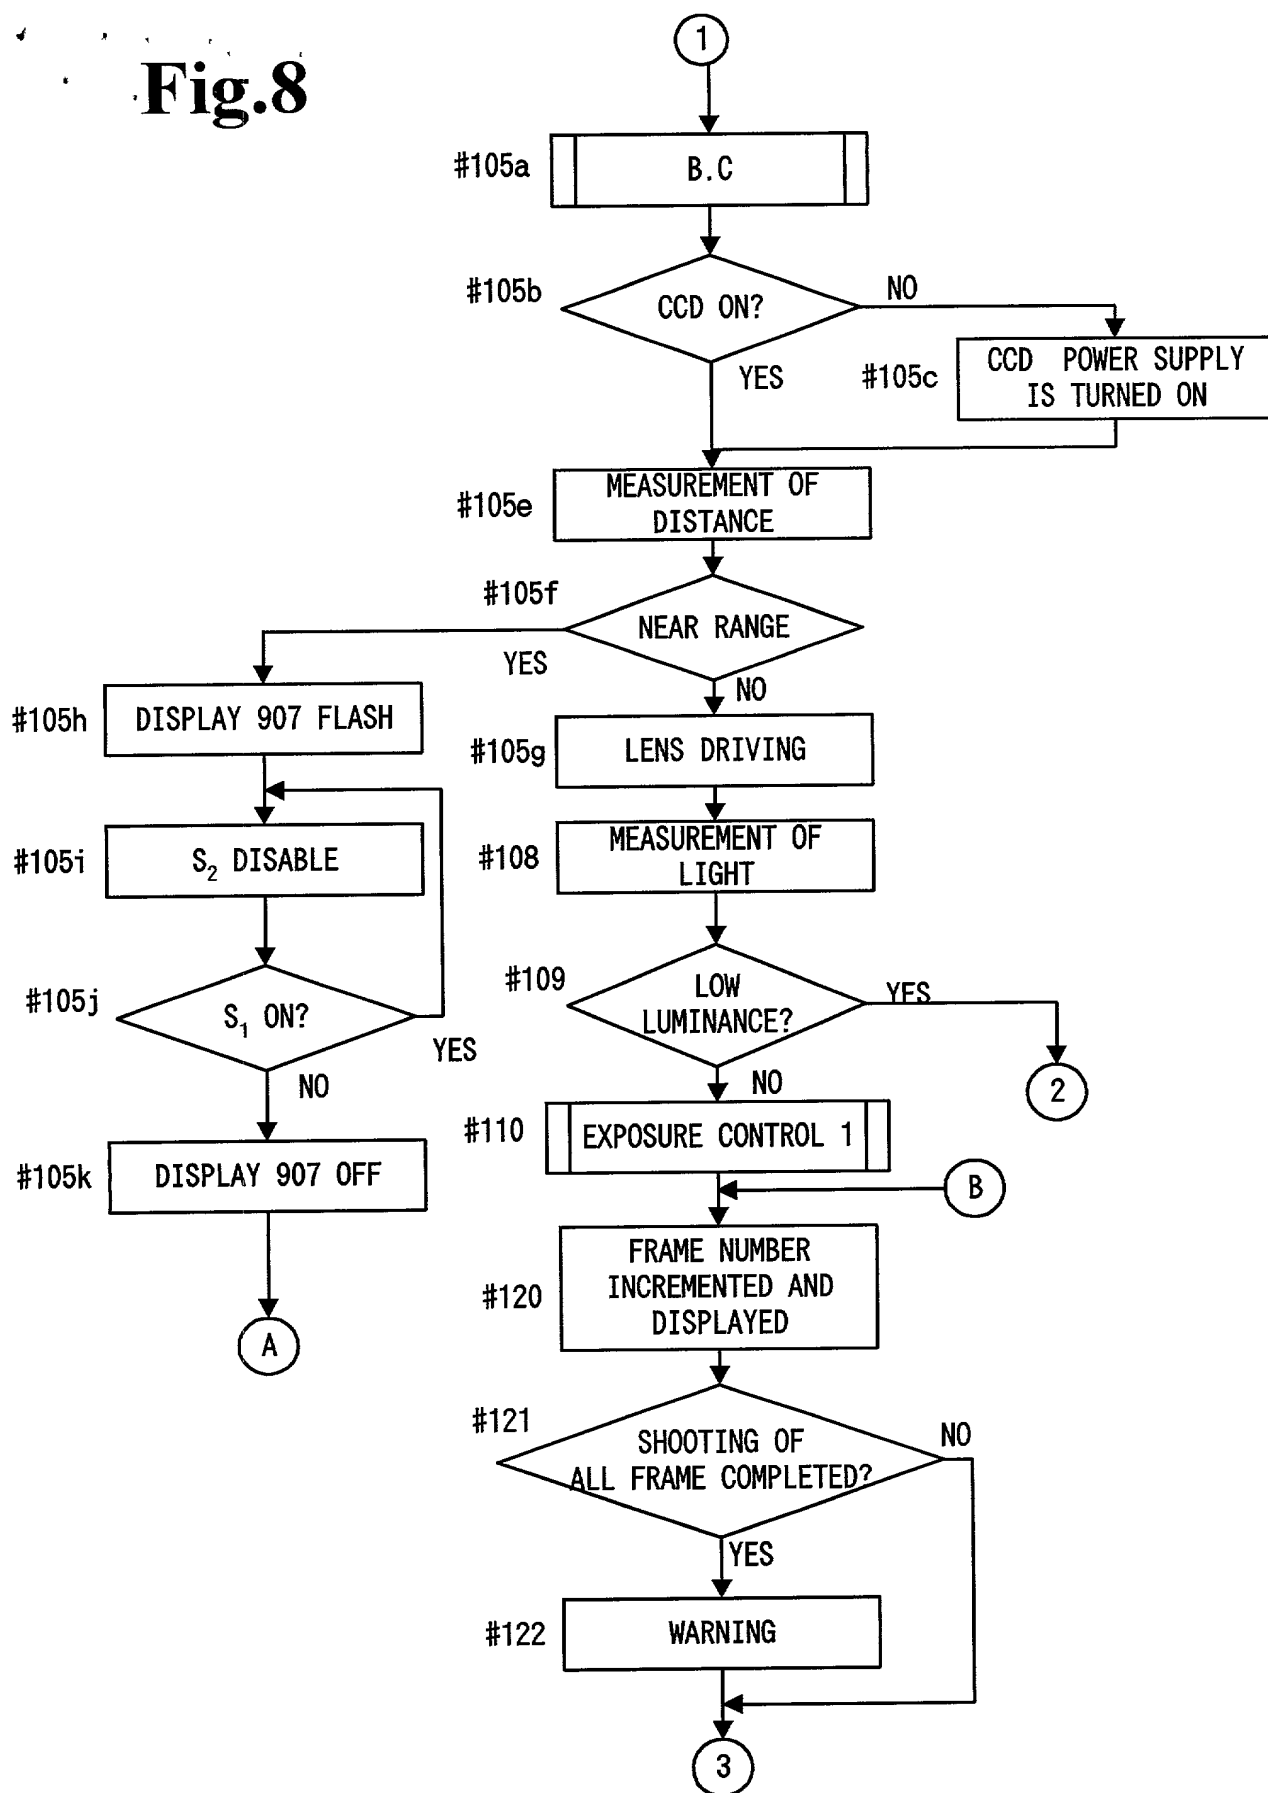 Fig.8
1
#105a
B.C
#105b
CCD ON?
NO
YES
#105c
CCD POWER SUPPLY
IS TURNED ON
#105e
MEASUREMENT OF
DISTANCE
#105f
NEAR RANGE
YES
NO
#105h
DISPLAY 907 FLASH
#105g
LENS DRIVING
#105i
S₂ DISABLE
#108
MEASUREMENT OF
LIGHT
#105j
S₁ ON?
YES
NO
#109
LOW
LUMINANCE?
YES
NO
2
#110
EXPOSURE CONTROL 1
#105k
DISPLAY 907 OFF
B
A
#120
FRAME NUMBER
INCREMENTED AND
DISPLAYED
#121
SHOOTING OF
ALL FRAME COMPLETED?
NO
YES
#122
WARNING
3